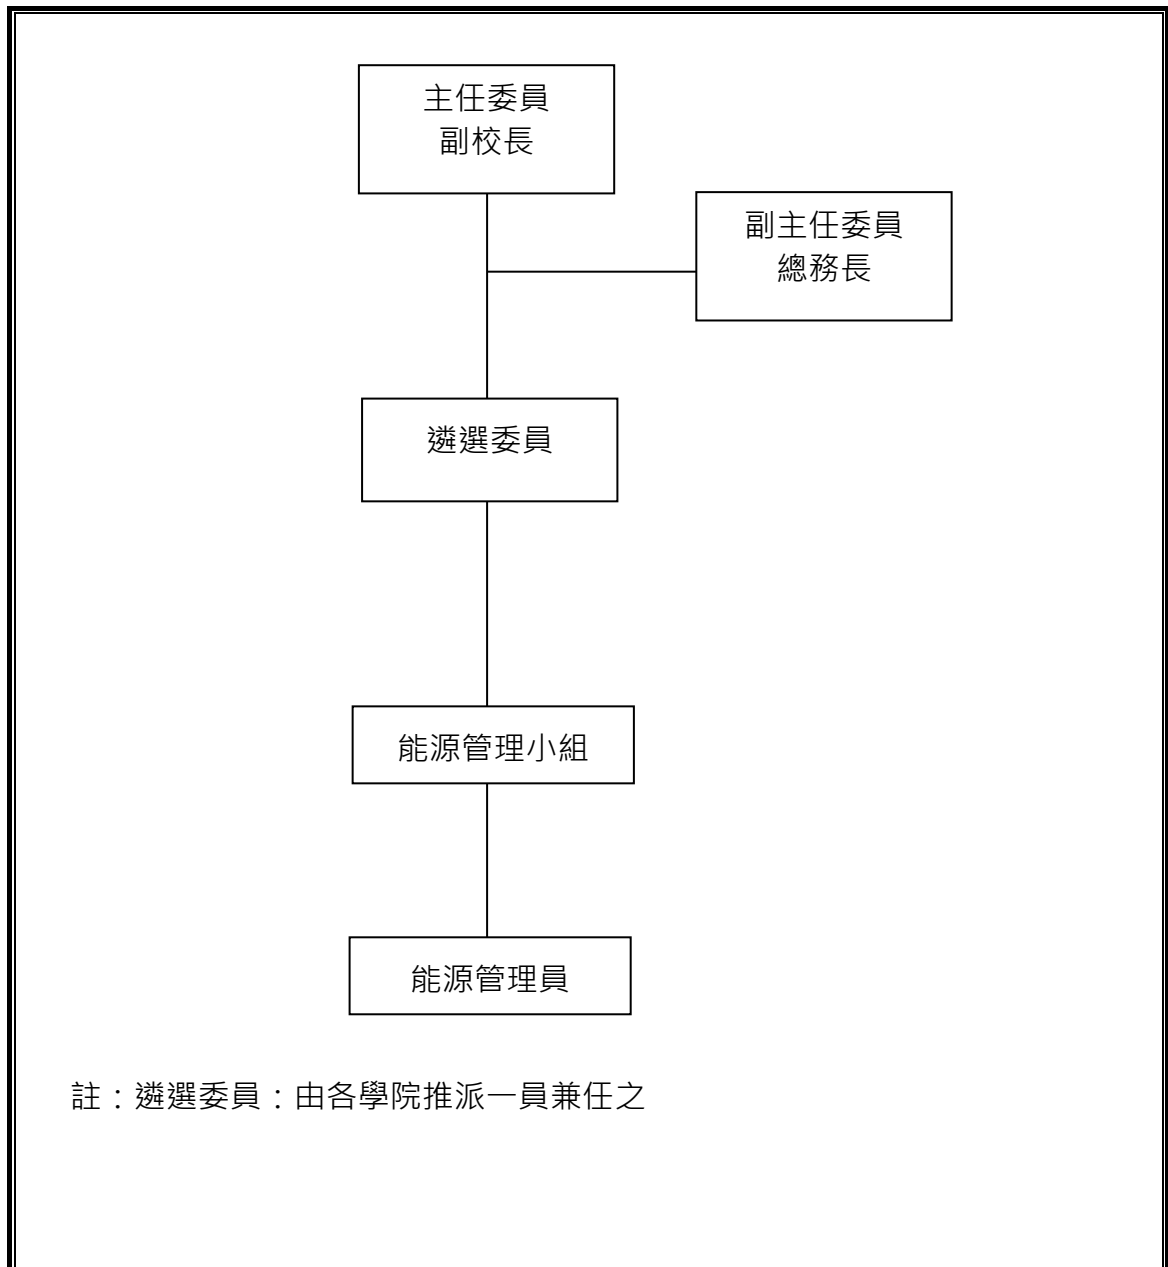 主任委員
副校長
副主任委員
總務長
遴選委員
能源管理小組
能源管理員
註：遴選委員：由各學院推派一員兼任之